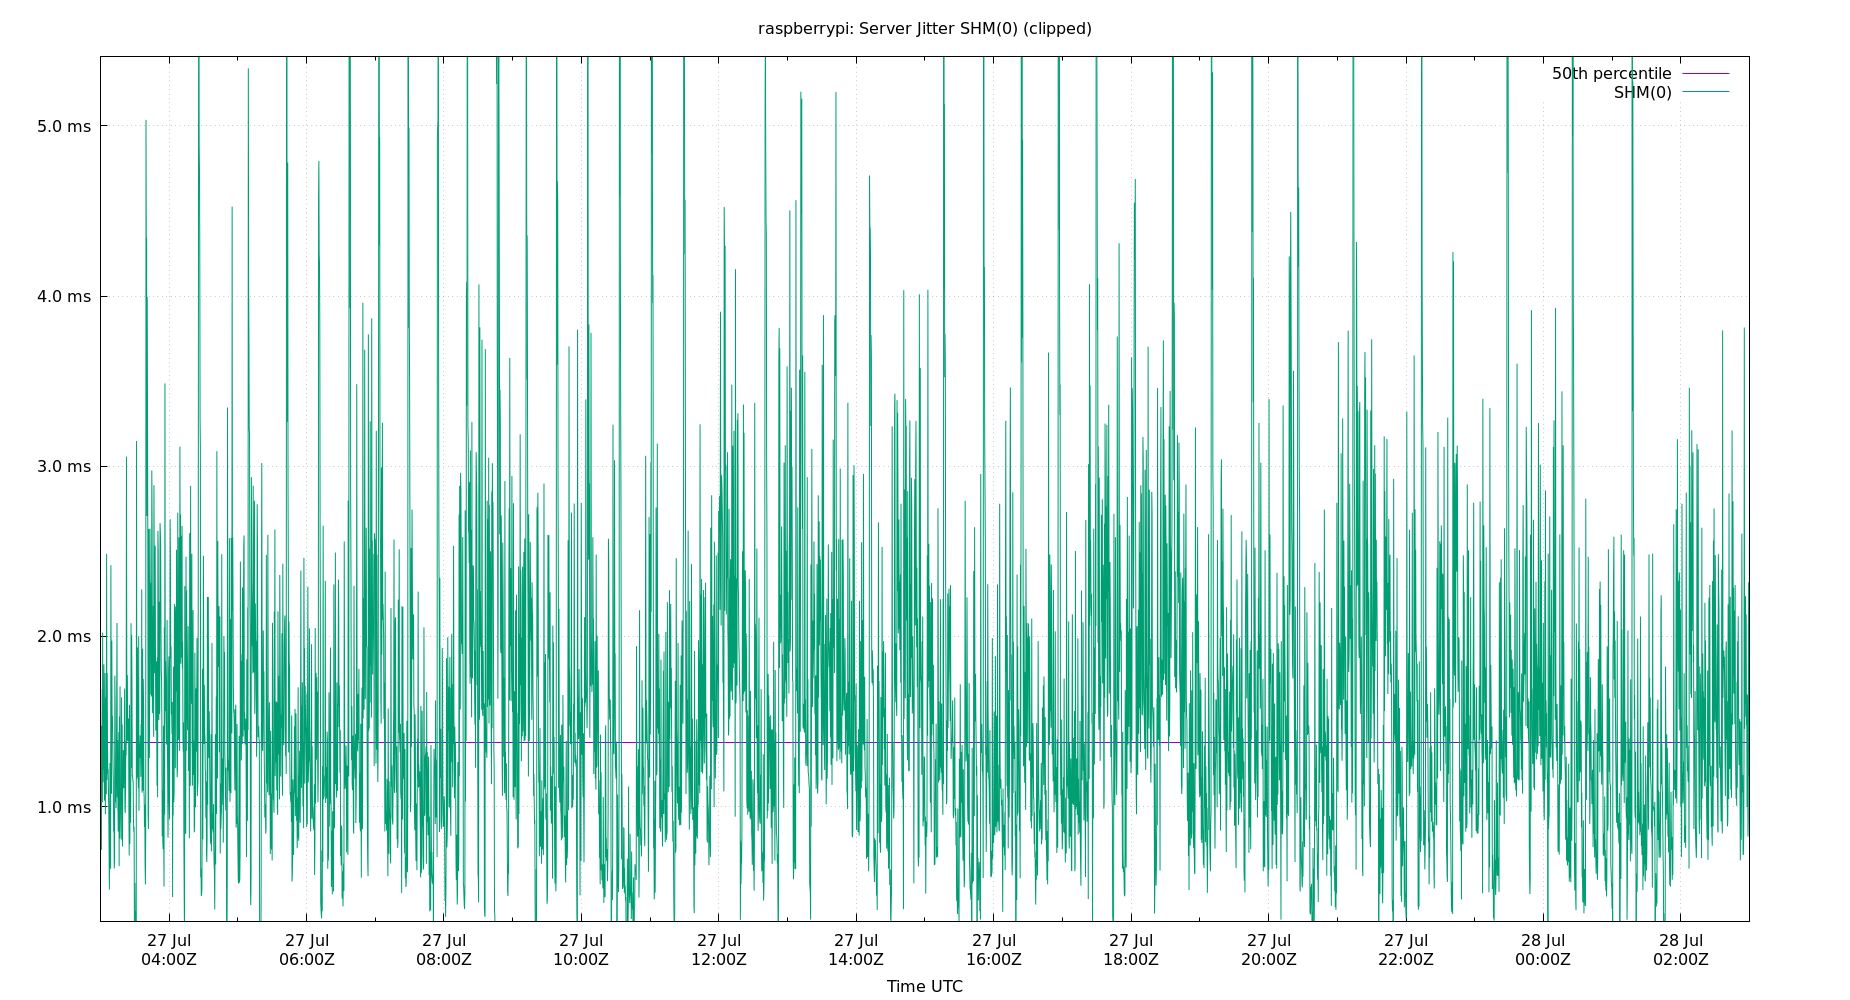 raspberrypi: Server Jitter SHM(0) (clipped)
50th percentile
SHM(0)
5.0 ms
4.0 ms
3.0 ms
2.0 ms
1.0 ms
27 Jul 27 Jul 27 Jul 27 Jul 27 Jul 27 Jul 27 Jul 27 Jul 27 Jul 27 Jul 28 Jul 28 Jul
04:00Z 06:00Z 08:00Z 10:00Z 12:00Z 14:00Z 16:00Z 18:00Z 20:00Z 22:00Z 00:00Z 02:00Z
Time UTC